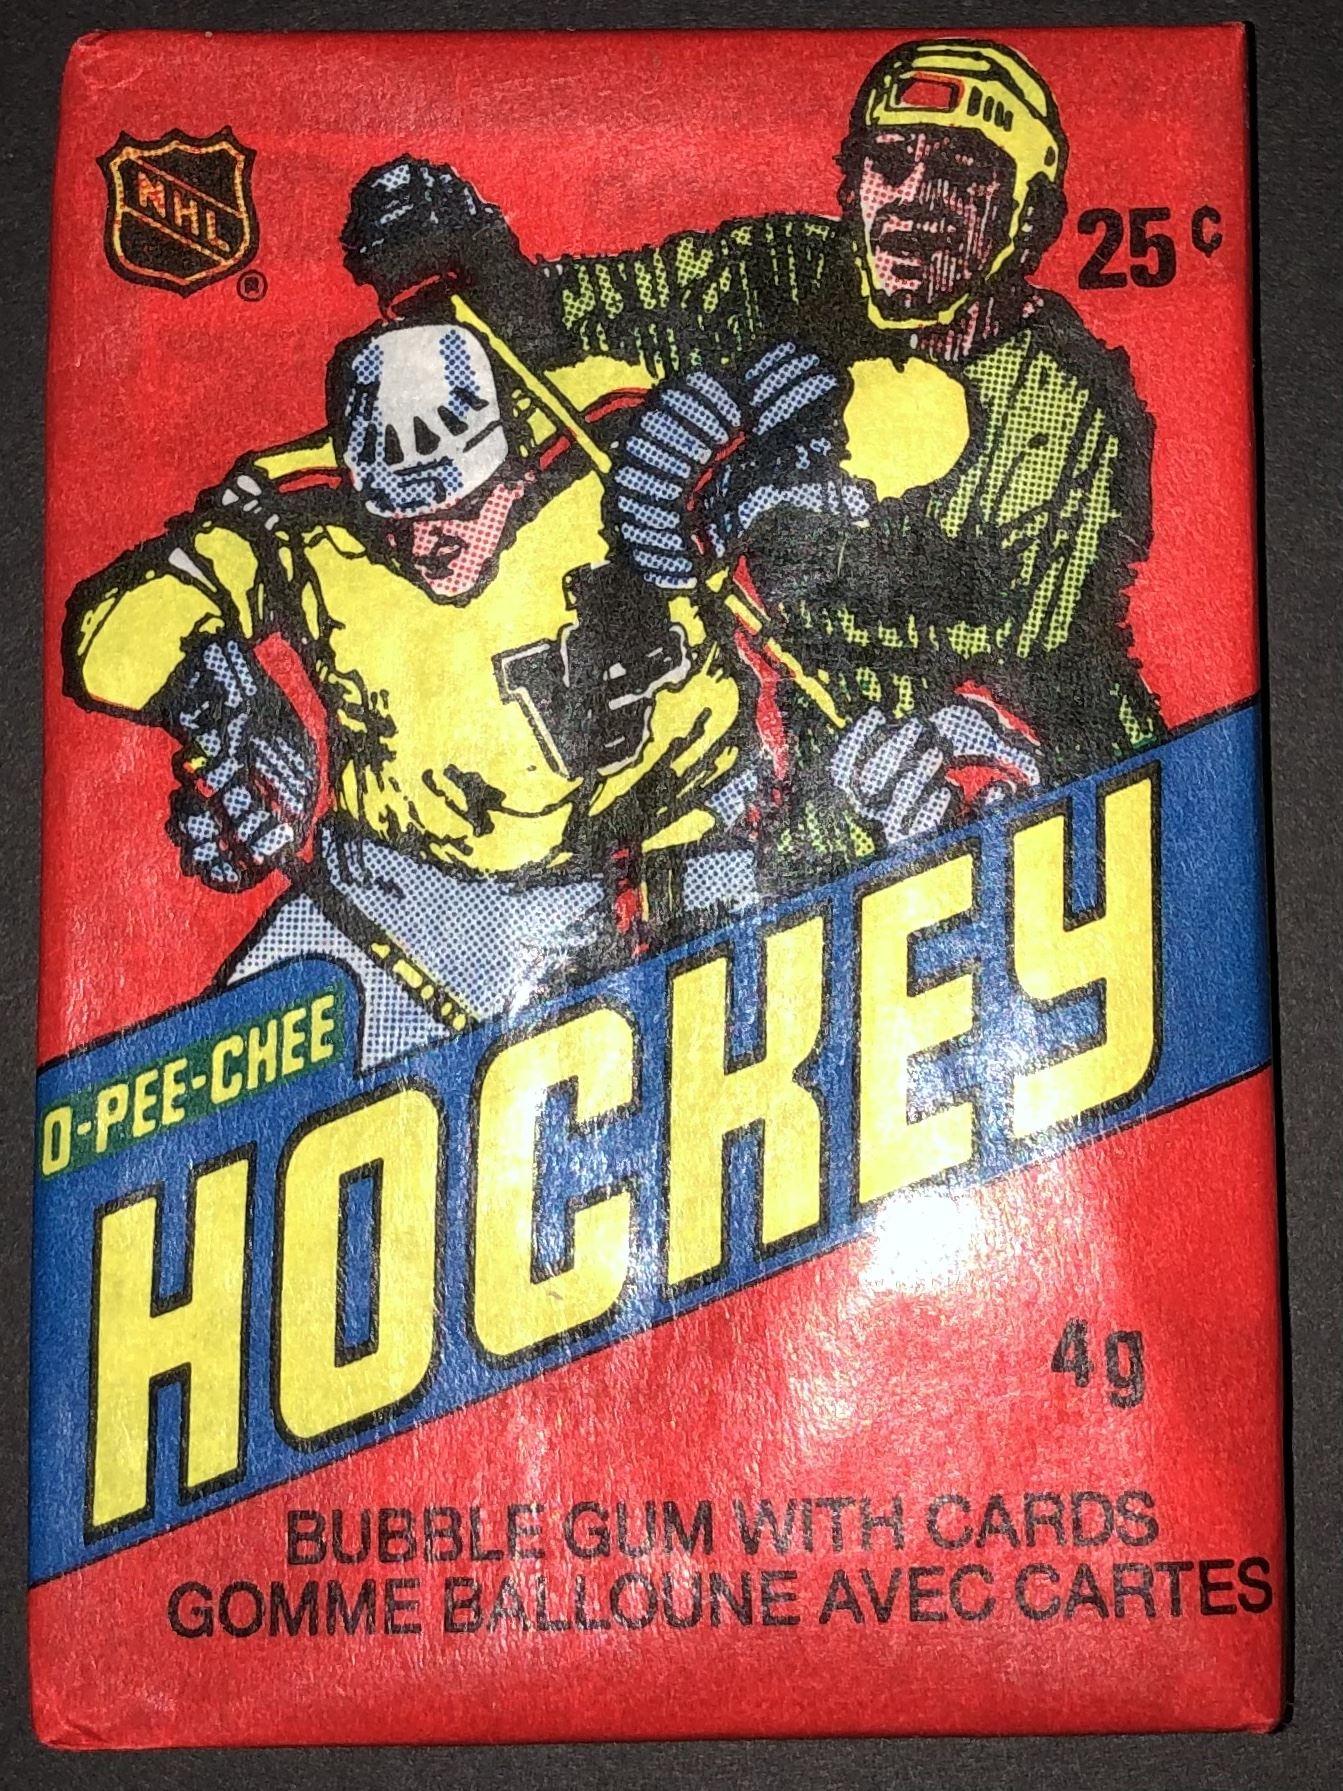 NHL
®
25¢
O-PEE-CHEE
HOCKEY
4g
BUBBLE GUM WITH CARDS
GOMME BALLOUNE AVEC CARTES